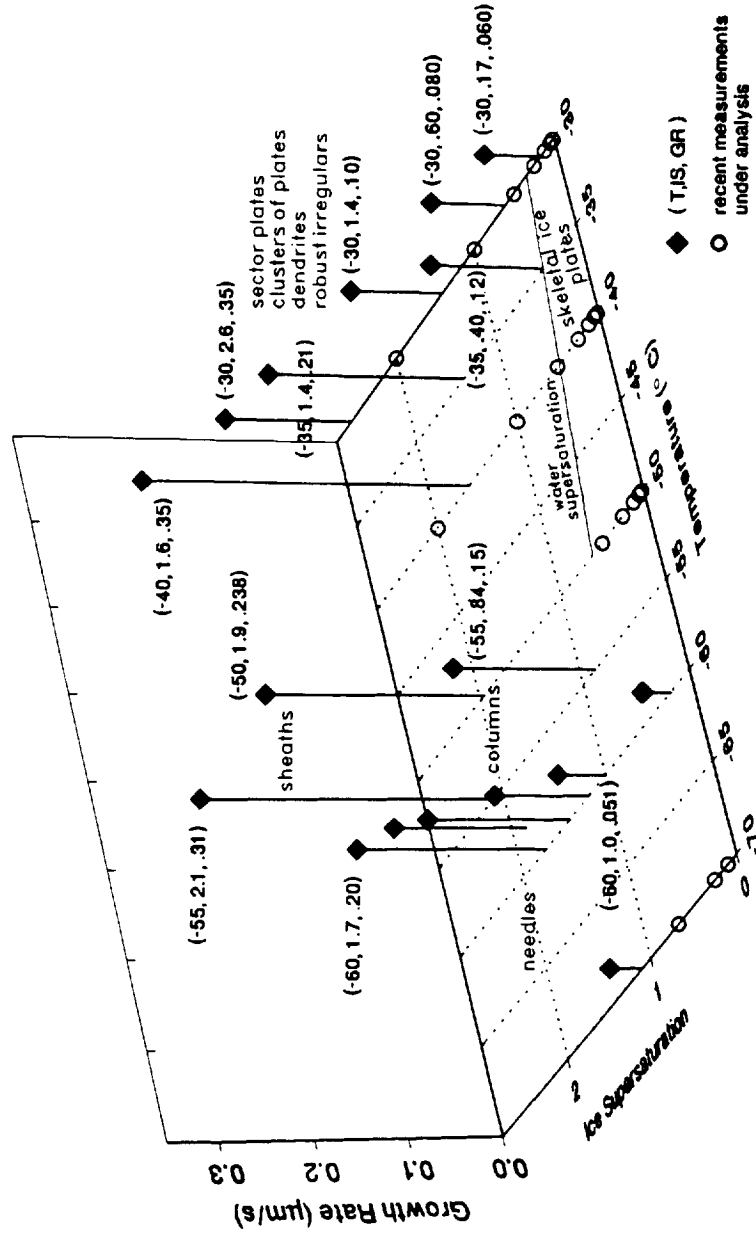 (-30, 2.6, .35)
sector plates
clusters of plates
dendrites
robust irregulars
(-30, 1.4, .10)
(-30, .60, .080)
(-30, .17, .060)
(-35, 1.4, .21)
(-35, .40, .12)
(-40, 1.6, .35)
(-50, 1.9, .238)
(-55, .84, .15)
(-55, 2.1, .31)
(-60, 1.7, .20)
(-60, 1.0, .051)
sheaths
columns
needles
water
supersaturation
skeletal ice
plates
Growth Rate (μm/s)
0.3
0.2
0.1
0.0
Ice Supersaturation
2
1
0
Temperature (° C)
-70
-65
-60
-55
-50
-45
-40
-35
-30
(T,IS, GR )
recent measurements
under analysis